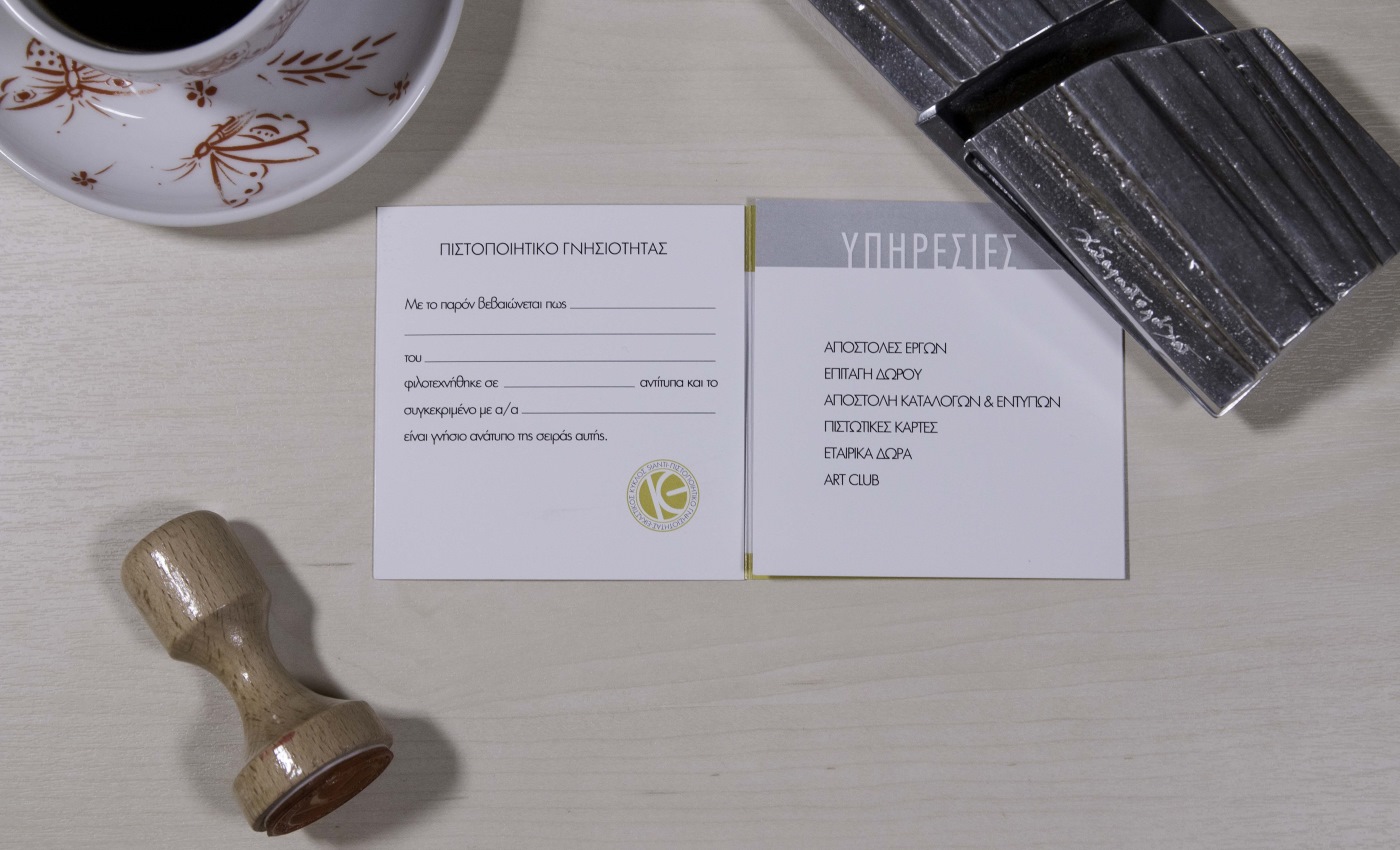 ΠΙΣΤΟΠΟΙΗΤΙΚΟ ΓΝΗΣΙΟΤΗΤΑΣ
Με το παρόν βεβαιώνεται πως
του
φιλοτεχνήθηκε σε αντίτυπα και το
συγκεκριμένο με α/α
είναι γνήσιο ανάτυπο της σειράς αυτής.
ΥΠΗΡΕΣΙΕΣ
ΑΠΟΣΤΟΛΕΣ ΕΡΓΩΝ
ΕΠΙΤΑΓΗ ΔΩΡΟΥ
ΑΠΟΣΤΟΛΗ ΚΑΤΑΛΟΓΩΝ & ΕΝΤΥΠΩΝ
ΠΙΣΤΩΤΙΚΕΣ ΚΑΡΤΕΣ
ΕΤΑΙΡΙΚΑ ΔΩΡΑ
ART CLUB